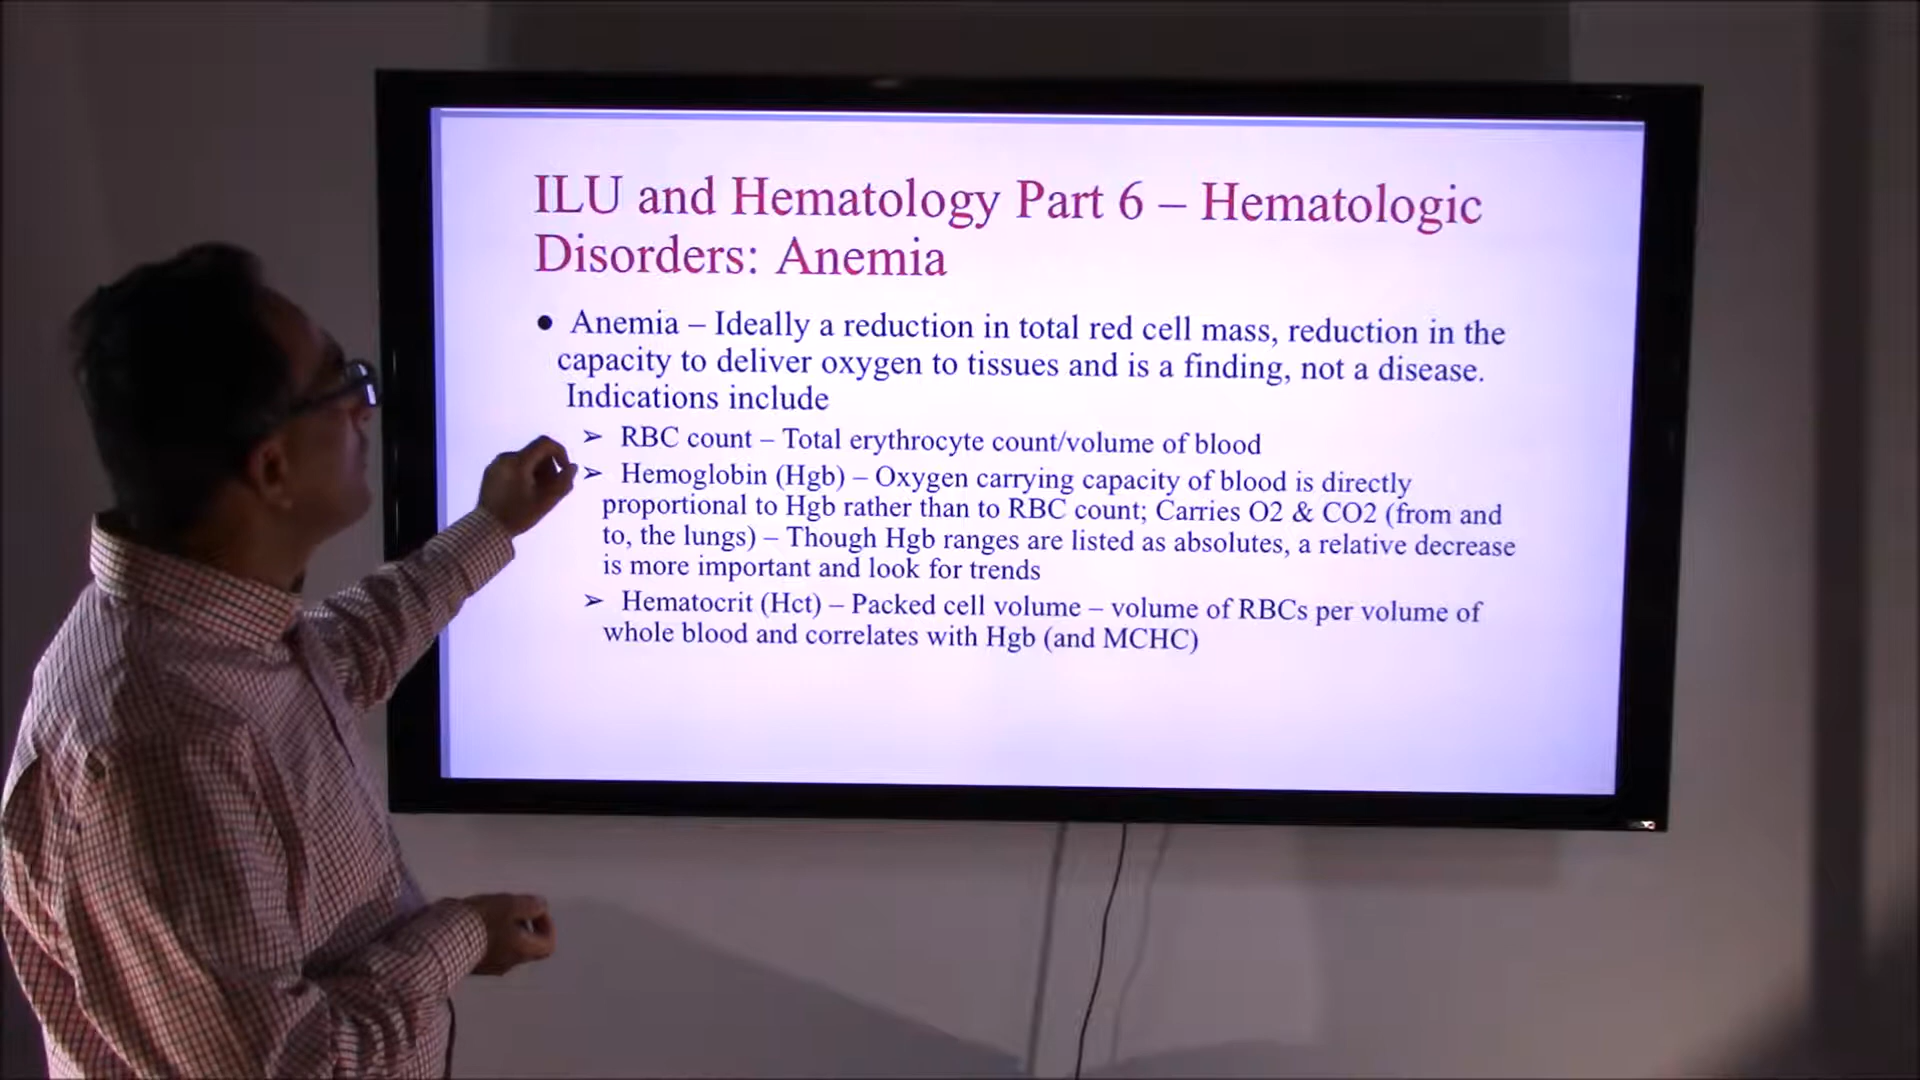 ILU and Hematology Part 6 – Hematologic
Disorders: Anemia
● Anemia – Ideally a reduction in total red cell mass, reduction in the
capacity to deliver oxygen to tissues and is a finding, not a disease.
Indications include
➢ RBC count – Total erythrocyte count/volume of blood
➢ Hemoglobin (Hgb) – Oxygen carrying capacity of blood is directly
proportional to Hgb rather than to RBC count; Carries O2 & CO2 (from and
to, the lungs) – Though Hgb ranges are listed as absolutes, a relative decrease
is more important and look for trends
➢ Hematocrit (Hct) – Packed cell volume – volume of RBCs per volume of
whole blood and correlates with Hgb (and MCHC)